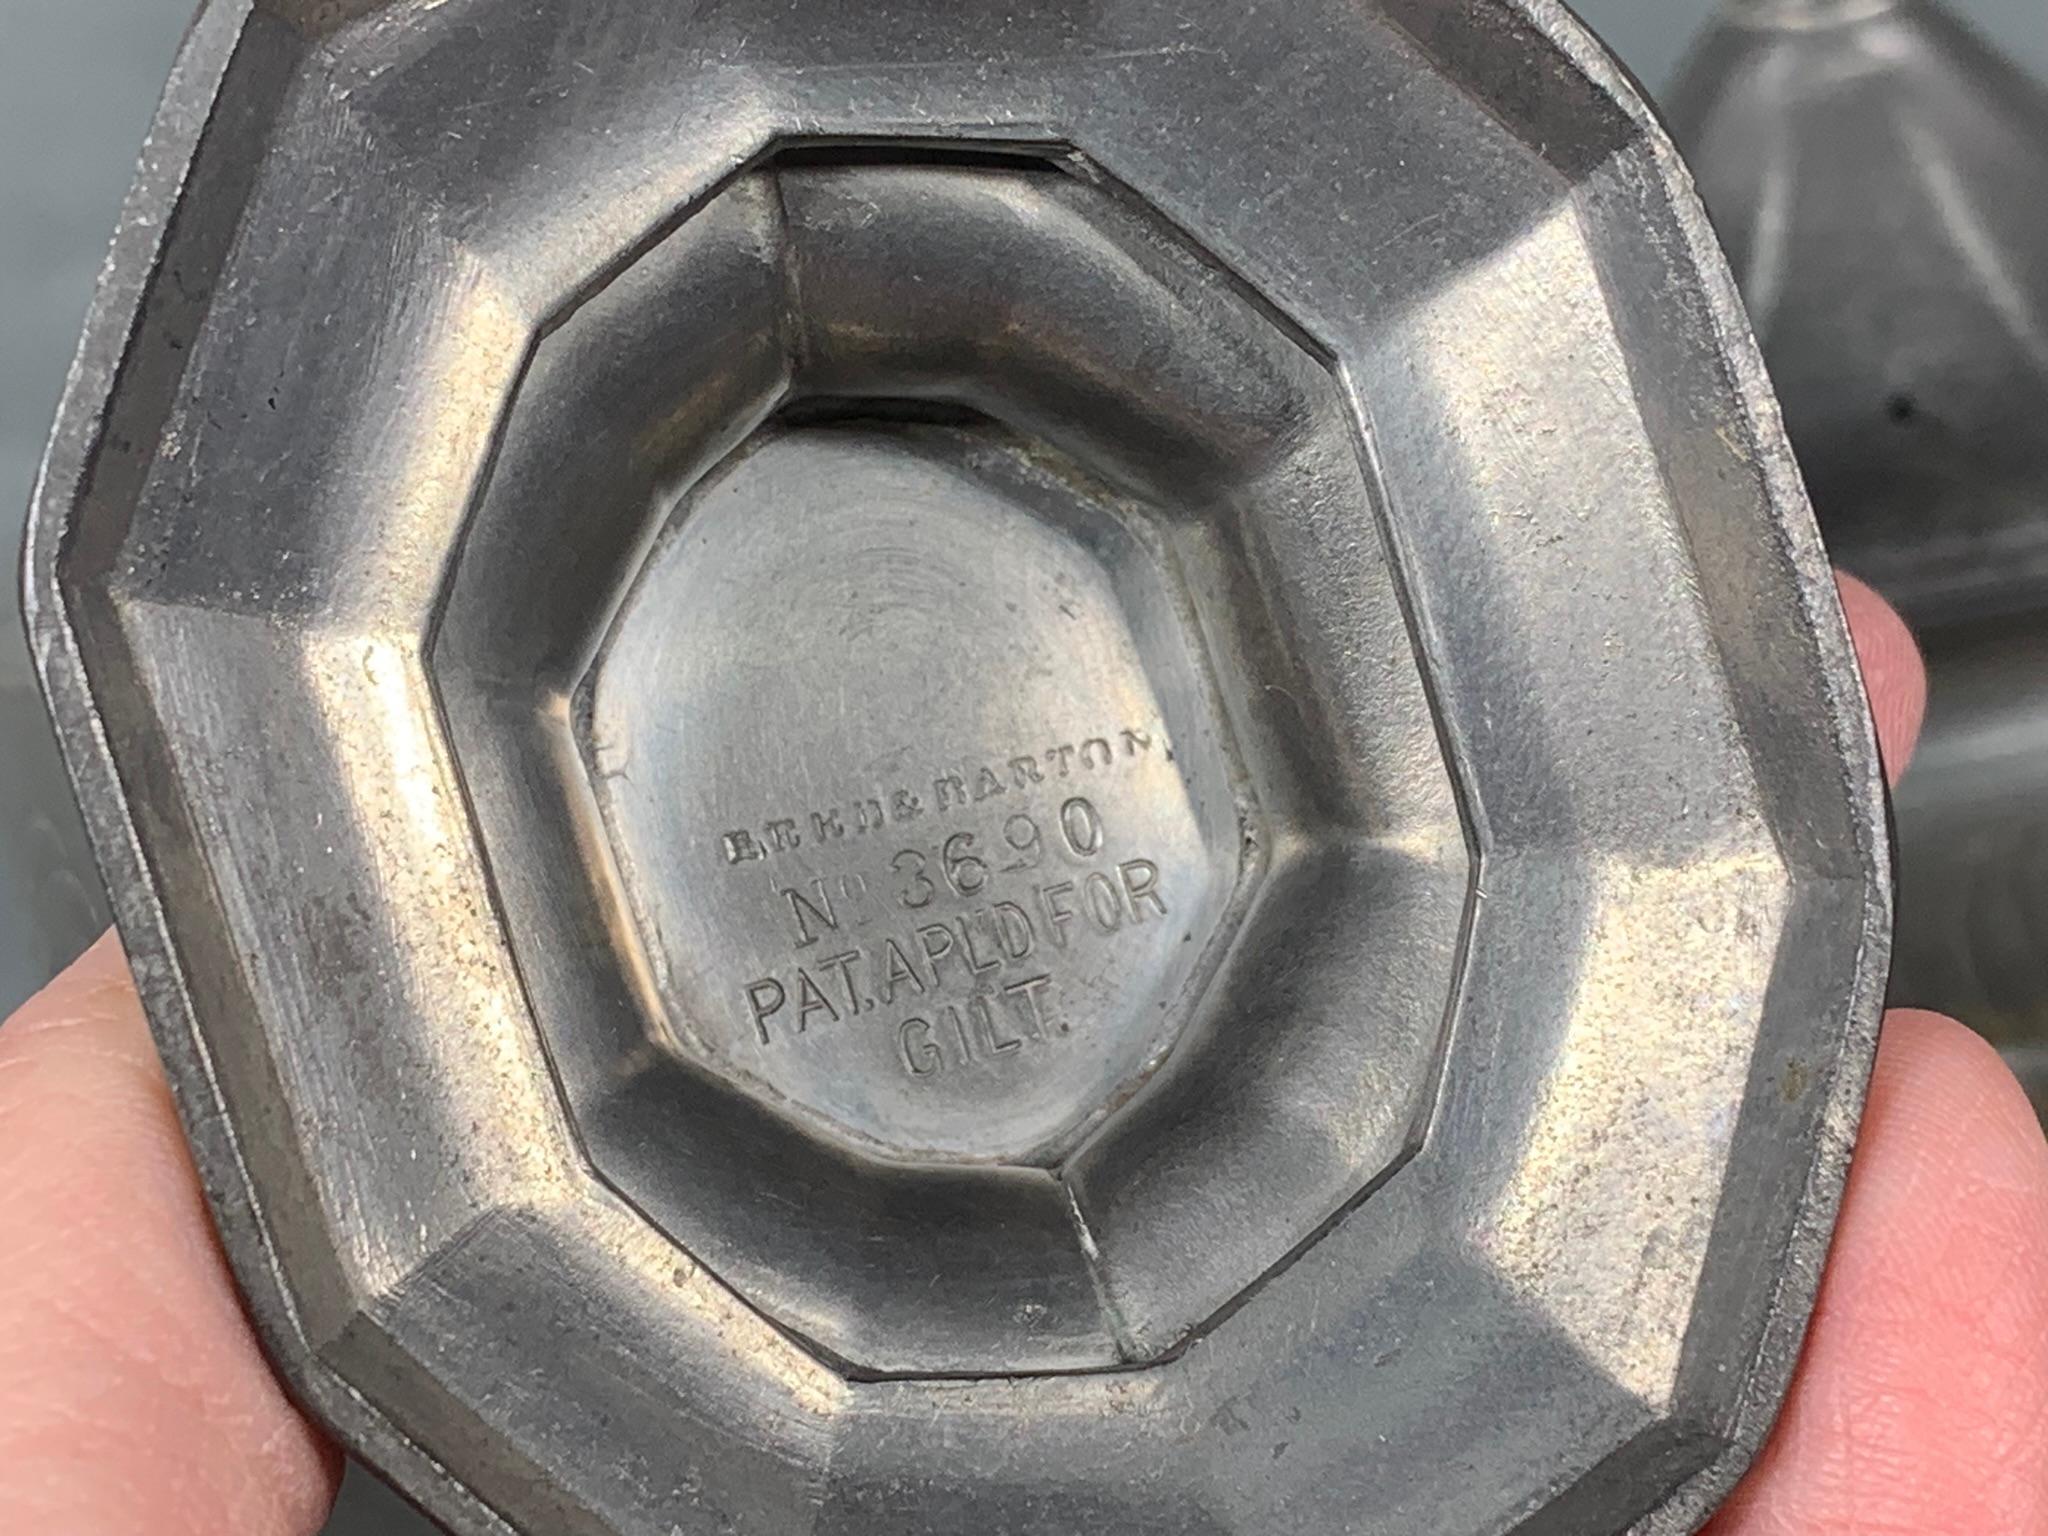 REED & BARTON
No 3690
PAT. APLD FOR
GILT.